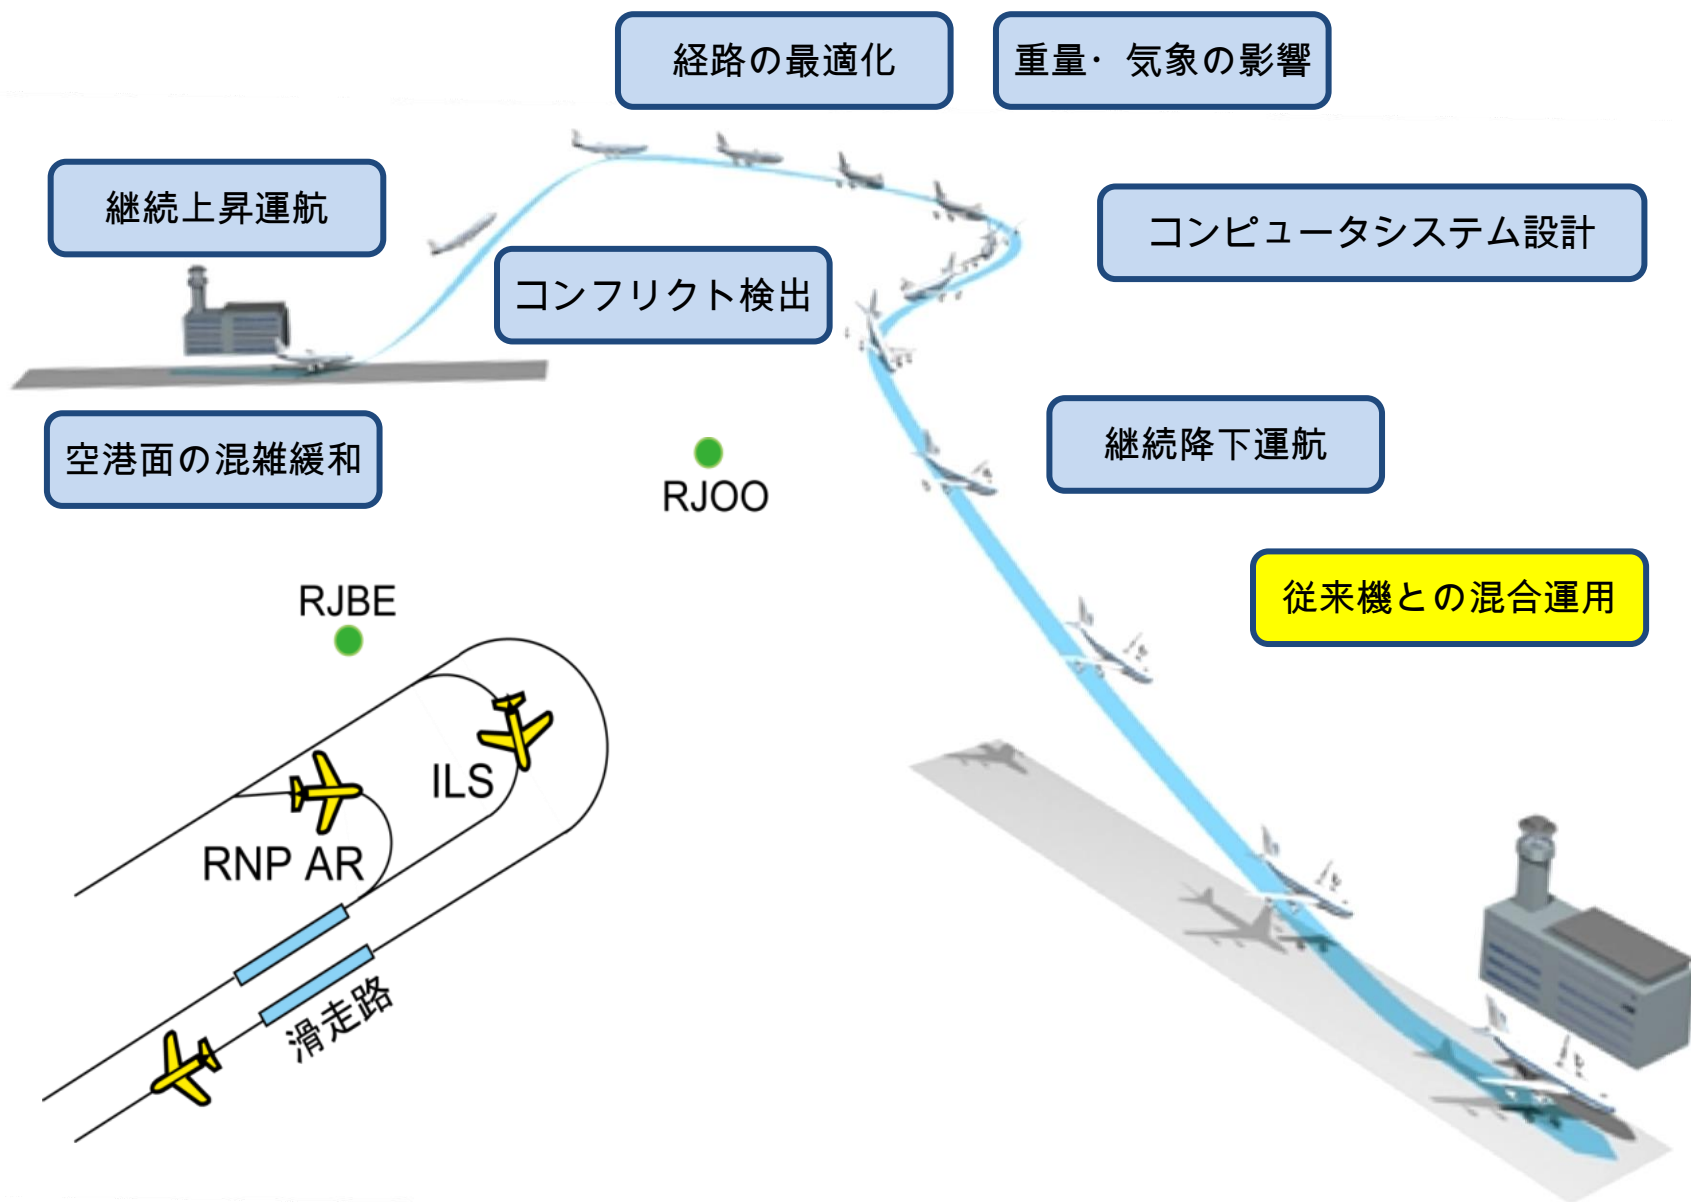 経路の最適化
重量・気象の影響
継続上昇運航
コンピュータシステム設計
コンフリクト検出
空港面の混雑緩和
継続降下運航
RJOO
従来機との混合運用
RJBE
ILS
RNP AR
滑走路